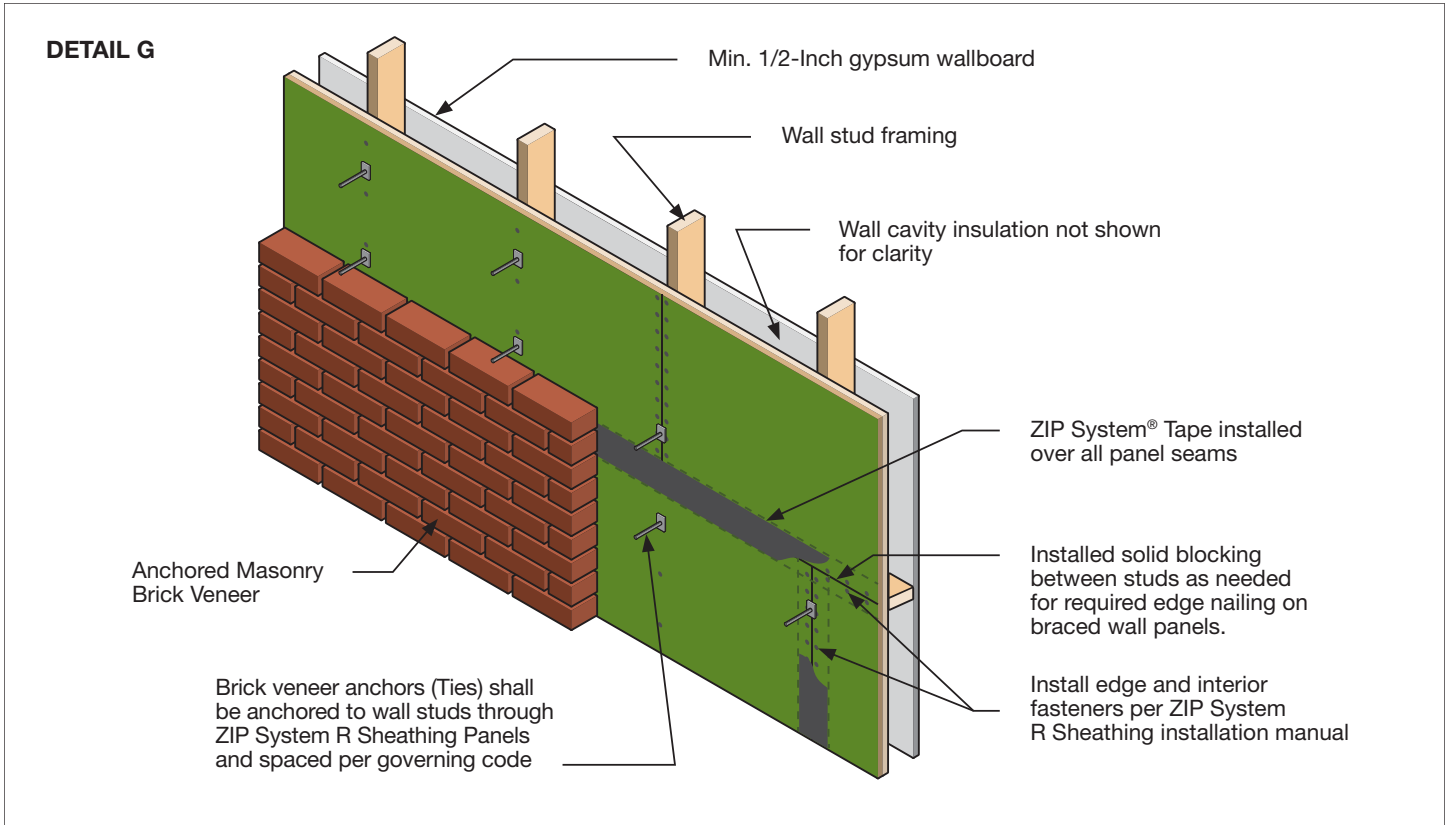 DETAIL G
Min. 1/2-Inch gypsum wallboard
Wall stud framing
Wall cavity insulation not shown
for clarity
ZIP System® Tape installed
over all panel seams
Installed solid blocking
between studs as needed
for required edge nailing on
braced wall panels.
Install edge and interior
fasteners per ZIP System
R Sheathing installation manual
Anchored Masonry
Brick Veneer
Brick veneer anchors (Ties) shall
be anchored to wall studs through
ZIP System R Sheathing Panels
and spaced per governing code